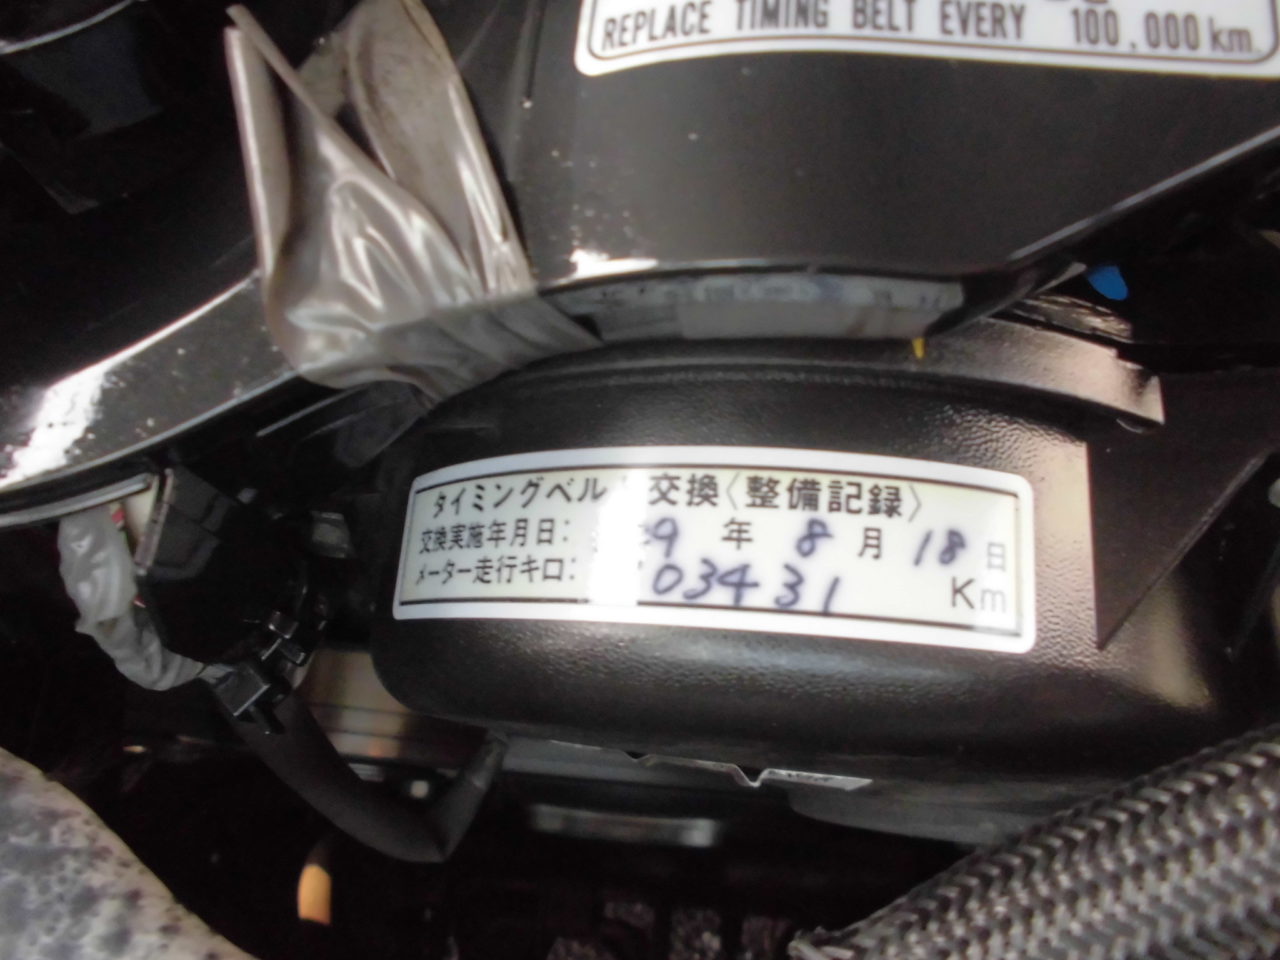 REPLACE TIMING BELT EVERY 100,000 km
タイミングベルト交換〈整備記録〉
交換実施年月日: 9 年 8 月 18 日
メーター走行キロ: 03431 Km